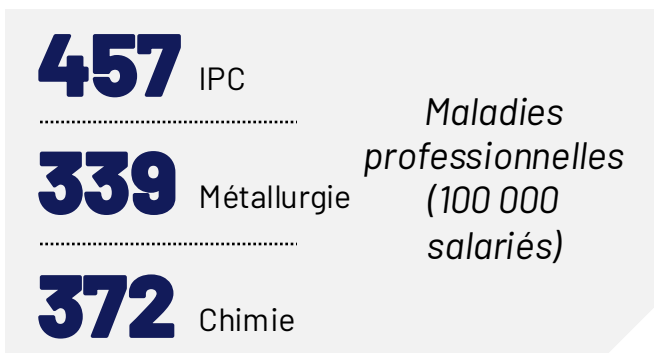 457 IPC
339 Métallurgie
372 Chimie
Maladies
professionnelles
(100 000
salariés)